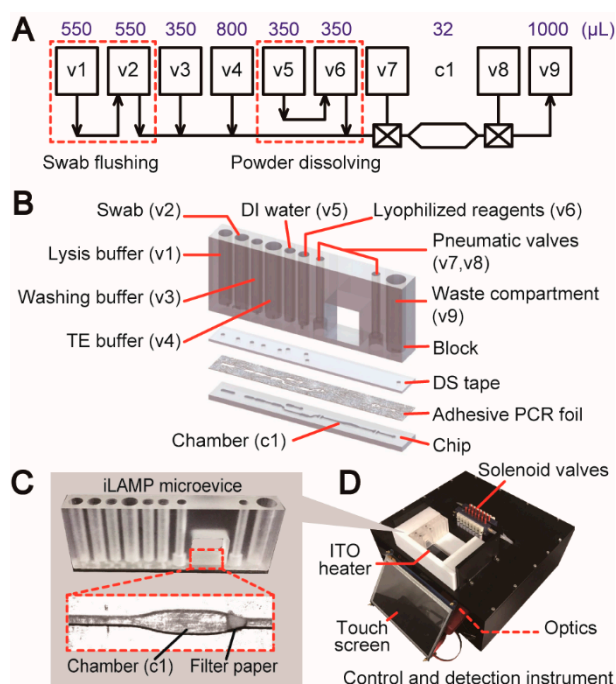 A
550 550 350 800 350 350 32 1000 (µL)
v1 v2 v3 v4 v5 v6 v7 c1 v8 v9
Swab flushing Powder dissolving
B
Swab (v2) DI water (v5) Lyophilized reagents (v6)
Lysis buffer (v1) Pneumatic valves
(v7,v8)
Washing buffer (v3) Waste compartment
(v9)
TE buffer (v4) Block
DS tape
Adhesive PCR foil
Chamber (c1) Chip
C
iLAMP microevice
Chamber (c1) Filter paper
D
Solenoid valves
ITO
heater
Touch
screen
Optics
Control and detection instrument